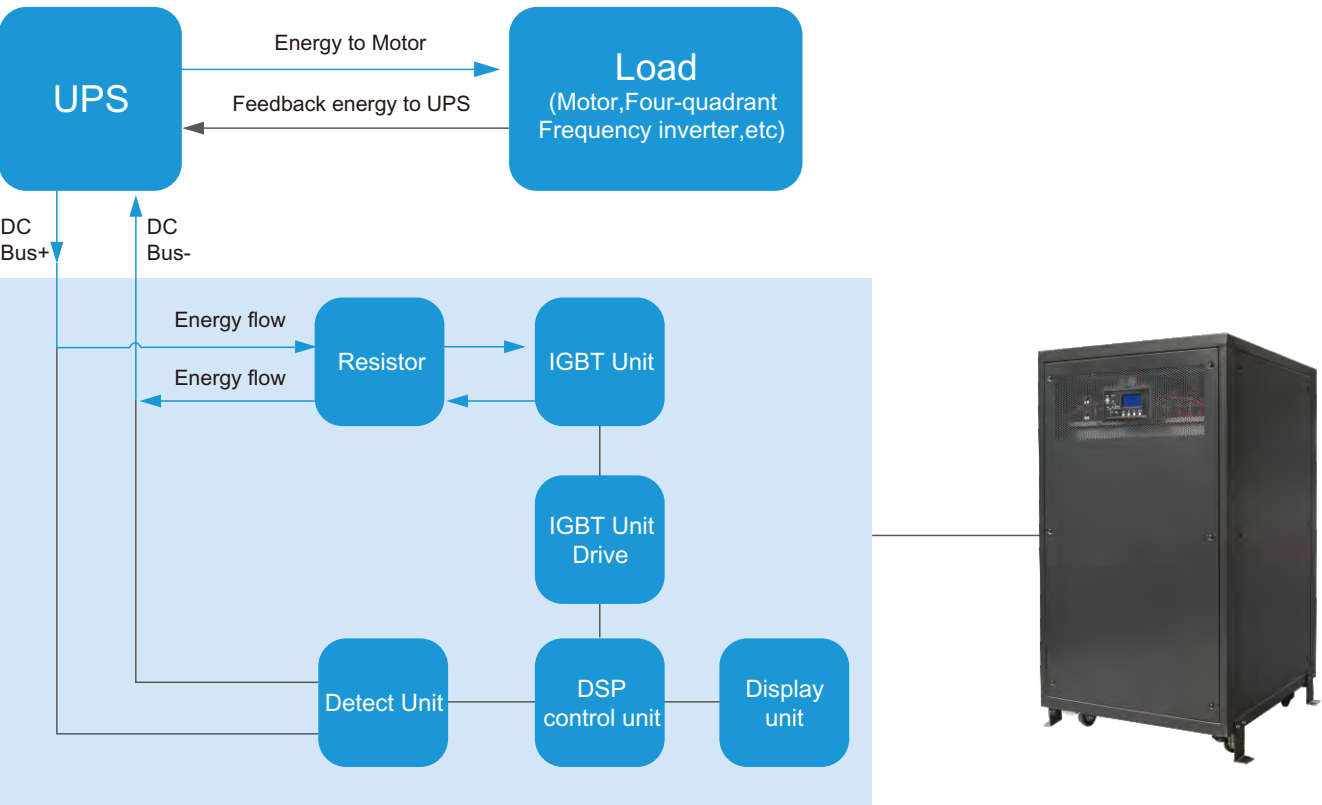 Energy to Motor
UPS
Feedback energy to UPS
Load
(Motor,Four-quadrant
Frequency inverter,etc)
DC
Bus+
DC
Bus-
Energy flow
Energy flow
Resistor
IGBT Unit
IGBT Unit
Drive
Detect Unit
DSP
control unit
Display
unit